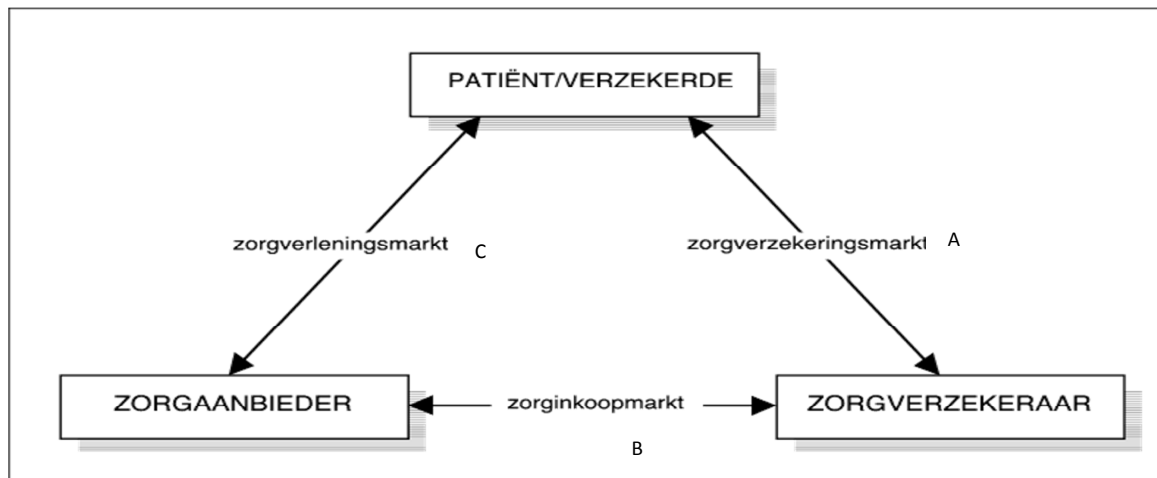 PATIËNT/VERZEKERDE
zorgverleningsmarkt C
zorgverzekeringsmarkt A
ZORGAANBIEDER
zorginkoopmarkt
B
ZORGVERZEKERAAR